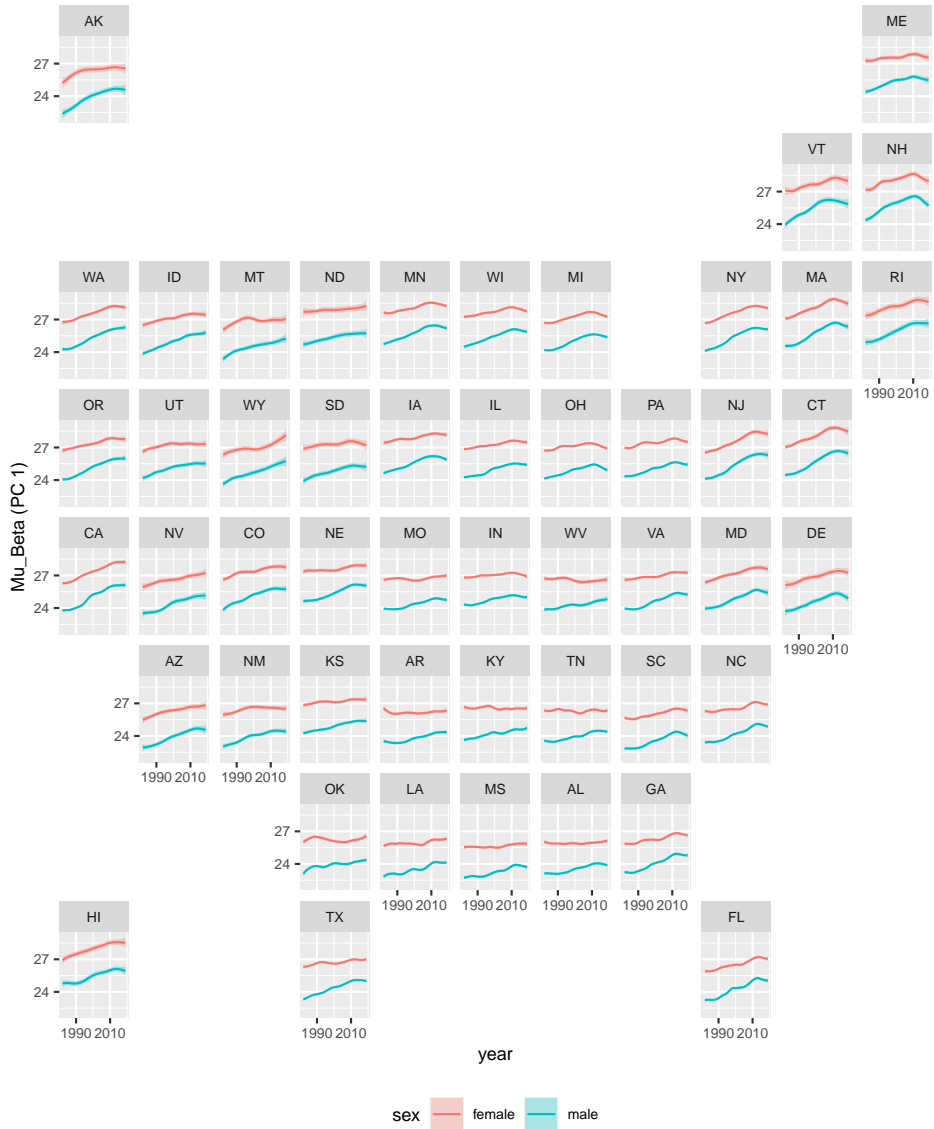 AK ME
27
24
VT NH
27
24
WA ID MT ND MN WI MI NY MA RI
27
24
1990 2010
OR UT WY SD IA IL OH PA NJ CT
27
24
CA NV CO NE MO IN WV VA MD DE
27
24
1990 2010
AZ NM KS AR KY TN SC NC
27
24
1990 2010 1990 2010
OK LA MS AL GA
27
24
1990 2010 1990 2010 1990 2010 1990 2010
HI TX FL
27
24
1990 2010 1990 2010 1990 2010
Mu_Beta (PC 1)
year
sex female male